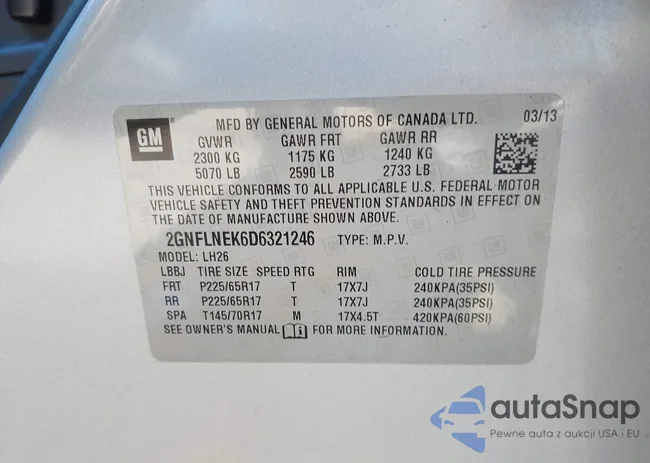 GM
MFD BY GENERAL MOTORS OF CANADA LTD. 03/13
GVWR GAWR FRT GAWR RR
2300 KG 1175 KG 1240 KG
5070 LB 2590 LB 2733 LB
THIS VEHICLE CONFORMS TO ALL APPLICABLE U.S. FEDERAL MOTOR
VEHICLE SAFETY AND THEFT PREVENTION STANDARDS IN EFFECT ON
THE DATE OF MANUFACTURE SHOWN ABOVE.
2GNFLNEK6D6321246 TYPE: M.P.V.
MODEL: LH26
LBBJ TIRE SIZE SPEED RTG RIM COLD TIRE PRESSURE
FRT P225/65R17 T 17X7J 240KPA(35PSI)
RR P225/65R17 T 17X7J 240KPA(35PSI)
SPA T145/70R17 M 17X4.5T 420KPA(60PSI)
SEE OWNER'S MANUAL FOR MORE INFORMATION.
autaSnap
Pewne auta z aukcji USA i EU